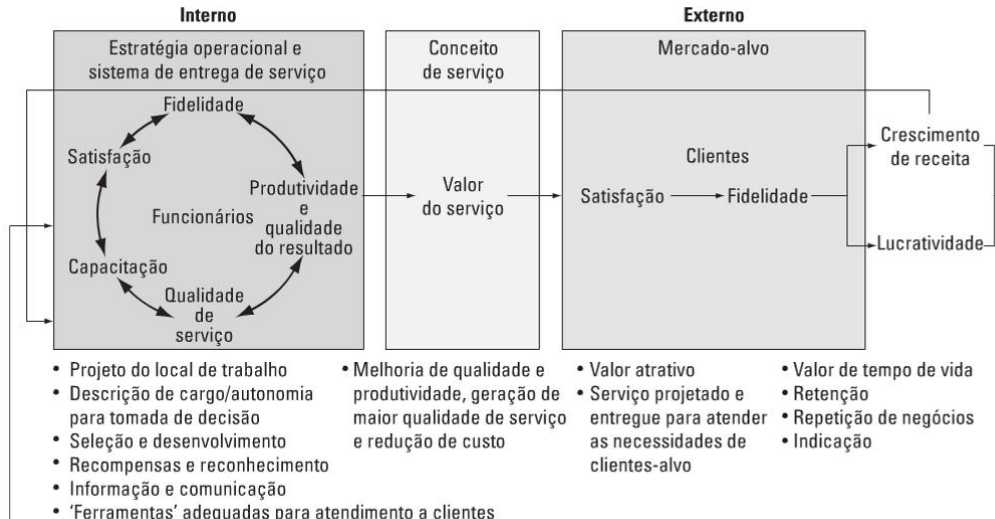 Interno
Externo
Estratégia operacional e
sistema de entrega de serviço
Fidelidade
Satisfação
Produtividade
e
qualidade
do resultado
Funcionários
Capacitação
Qualidade
de
serviço
Conceito
de serviço
Valor
do serviço
Mercado-alvo
Clientes
Satisfação
Fidelidade
Crescimento
de receita
Lucratividade
• Projeto do local de trabalho
• Descrição de cargo/autonomia
para tomada de decisão
• Seleção e desenvolvimento
• Recompensas e reconhecimento
• Informação e comunicação
• ‘Ferramentas’ adequadas para atendimento a clientes
• Melhoria de qualidade e
produtividade, geração de
maior qualidade de serviço
e redução de custo
• Valor atrativo
• Serviço projetado e
entregue para atender
as necessidades de
clientes-alvo
• Valor de tempo de vida
• Retenção
• Repetição de negócios
• Indicação